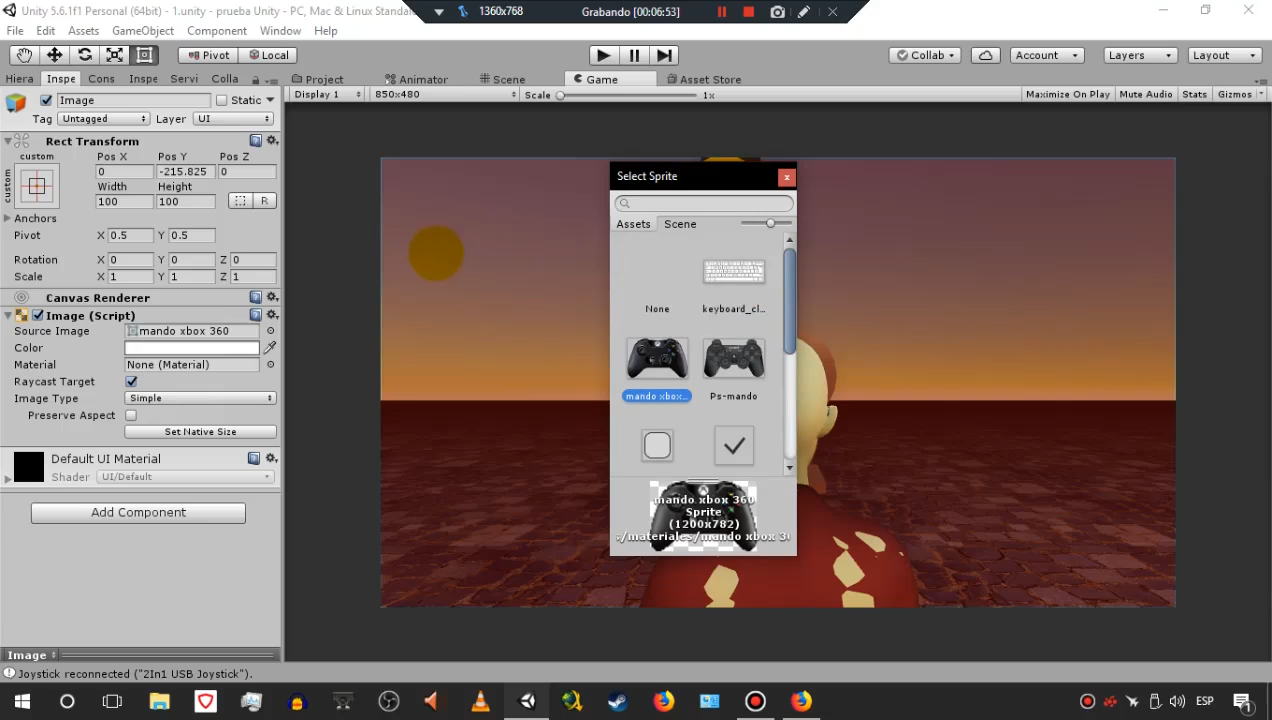 Unity 5.6.1f1 Personal (64bit) - 1.unity - prueba Unity - PC, Mac & Linux Standalo
1360x768
Grabando [00:06:53]
File Edit Assets GameObject Component Window Help
Pivot Local
Collab Account Layers Layout
Hiera Inspe Cons Inspe Servi Colla
Project Animator Scene Game Asset Store
Display 1 850x480 Scale 1x Maximize On Play Mute Audio Stats Gizmos
Image Static
Tag Untagged Layer UI
Rect Transform
custom
custom
Pos X Pos Y Pos Z
0 -215.825 0
Width Height
100 100 R
Anchors
Pivot X 0.5 Y 0.5
Rotation X 0 Y 0 Z 0
Scale X 1 Y 1 Z 1
Canvas Renderer
Image (Script)
Source Image mando xbox 360
Color
Material None (Material)
Raycast Target
Image Type Simple
Preserve Aspect
Set Native Size
Default UI Material
Shader UI/Default
Add Component
Select Sprite
x
Assets Scene
None keyboard_cl...
mando xbox... Ps-mando
mando xbox 360
Sprite
(1200x782)
:/materiales/mando xbox 36
Image
Joystick reconnected ("2In1 USB Joystick").
ESP
1